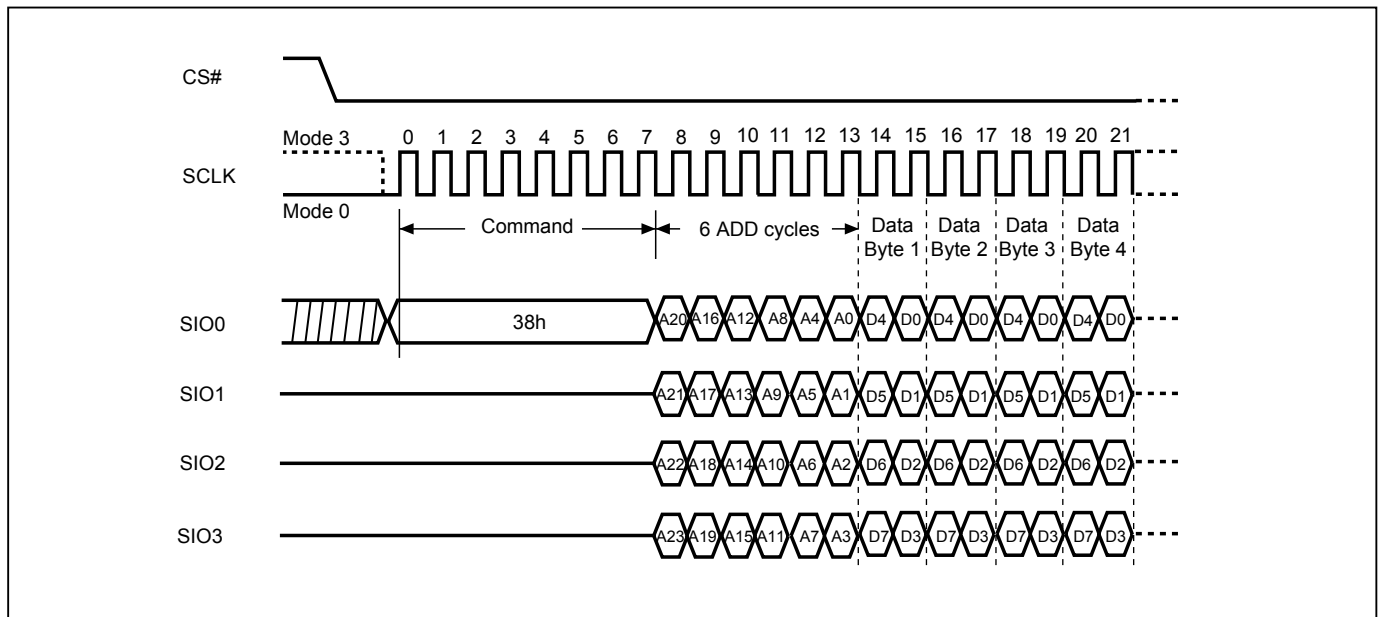 CS#
Mode 3
0 1 2 3 4 5 6 7 8 9 10 11 12 13 14 15 16 17 18 19 20 21
SCLK
Mode 0
Command
6 ADD cycles
Data Byte 1
Data Byte 2
Data Byte 3
Data Byte 4
SIO0
38h
A20 A16 A12 A8 A4 A0 D4 D0 D4 D0 D4 D0 D4 D0
SIO1
A21 A17 A13 A9 A5 A1 D5 D1 D5 D1 D5 D1 D5 D1
SIO2
A22 A18 A14 A10 A6 A2 D6 D2 D6 D2 D6 D2 D6 D2
SIO3
A23 A19 A15 A11 A7 A3 D7 D3 D7 D3 D7 D3 D7 D3